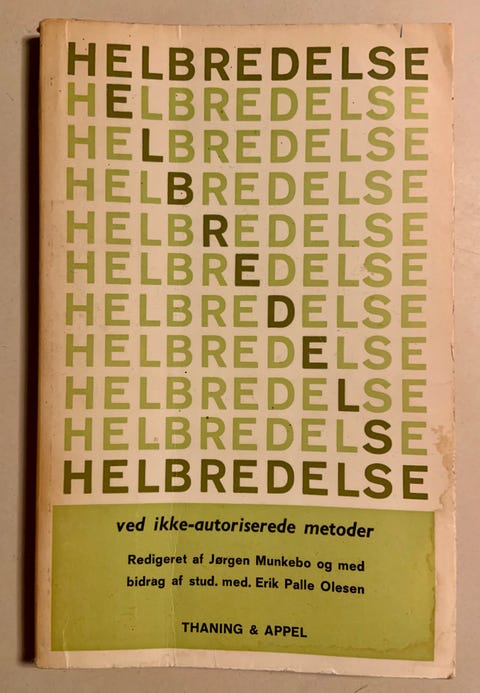 HELBREDELSE
HELBREDELSE
HELBREDELSE
HELBREDELSE
HELBREDELSE
HELBREDELSE
HELBREDELSE
HELBREDELSE
HELBREDELSE
HELBREDELSE
HELBREDELSE
ved ikke-autoriserede metoder
Redigeret af Jørgen Munkebo og med
bidrag af stud. med. Erik Palle Olesen
THANING & APPEL